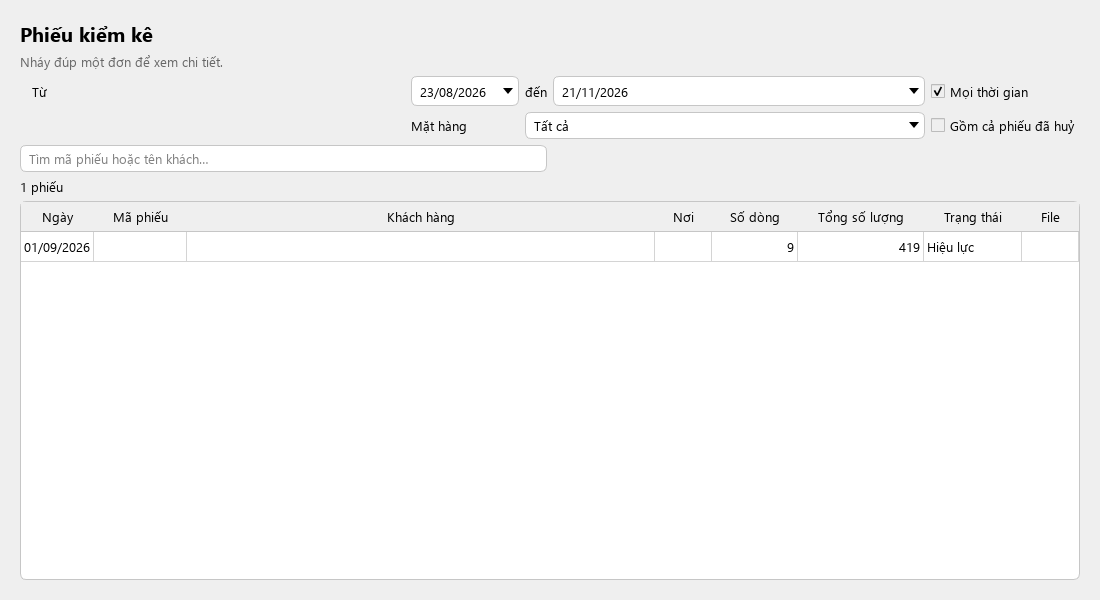 Phiếu kiểm kê
Nháy đúp một đơn để xem chi tiết.
Từ 23/08/2026 đến 21/11/2026 Mọi thời gian
Mặt hàng Tất cả Gồm cả phiếu đã huỷ
Tìm mã phiếu hoặc tên khách...
1 phiếu
Ngày Mã phiếu Khách hàng Nơi Số dòng Tổng số lượng Trạng thái File
01/09/2026 9 419 Hiệu lực